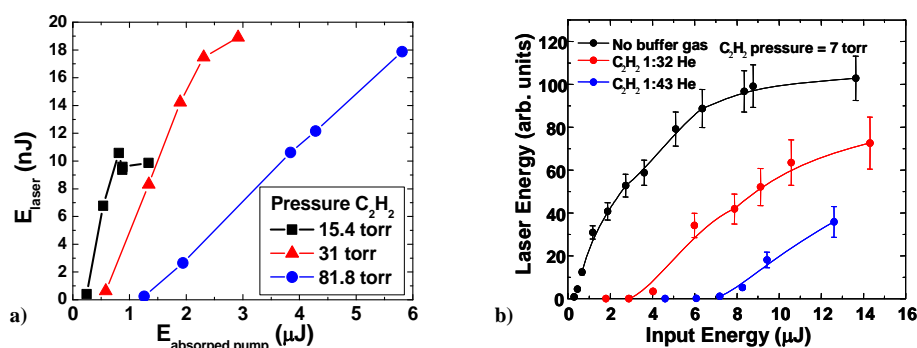 20
18
16
14
12
10
8
6
4
2
0
E_laser (nJ)
Pressure C₂H₂
15.4 torr
31 torr
81.8 torr
0 1 2 3 4 5 6
E_absorped pump (μJ)
a)
120
100
80
60
40
20
0
Laser Energy (arb. units)
No buffer gas C₂H₂ pressure = 7 torr
C₂H₂ 1:32 He
C₂H₂ 1:43 He
0 2 4 6 8 10 12 14 16
Input Energy (μJ)
b)